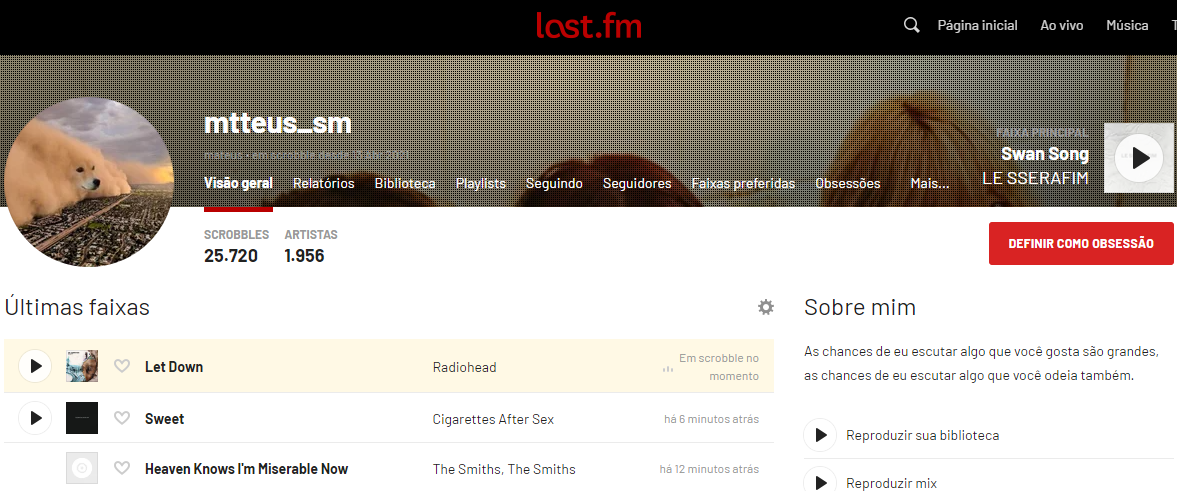 last.fm
Página inicial Ao vivo Música
mtteus_sm
mateus • em scrobble desde
FAIXA PRINCIPAL
Swan Song
LE SSERAFIM
Visão geral Relatórios Biblioteca Playlists Seguindo Seguidores Faixas preferidas Obsessões Mais...
SCROBBLES ARTISTAS
25.720 1.956
DEFINIR COMO OBSESSÃO
Últimas faixas
Let Down Radiohead Em scrobble no
momento
Sweet Cigarettes After Sex há 6 minutos atrás
Heaven Knows I'm Miserable Now The Smiths, The Smiths há 12 minutos atrás
Sobre mim
As chances de eu escutar algo que você gosta são grandes,
as chances de eu escutar algo que você odeia também.
Reproduzir sua biblioteca
Reproduzir mix